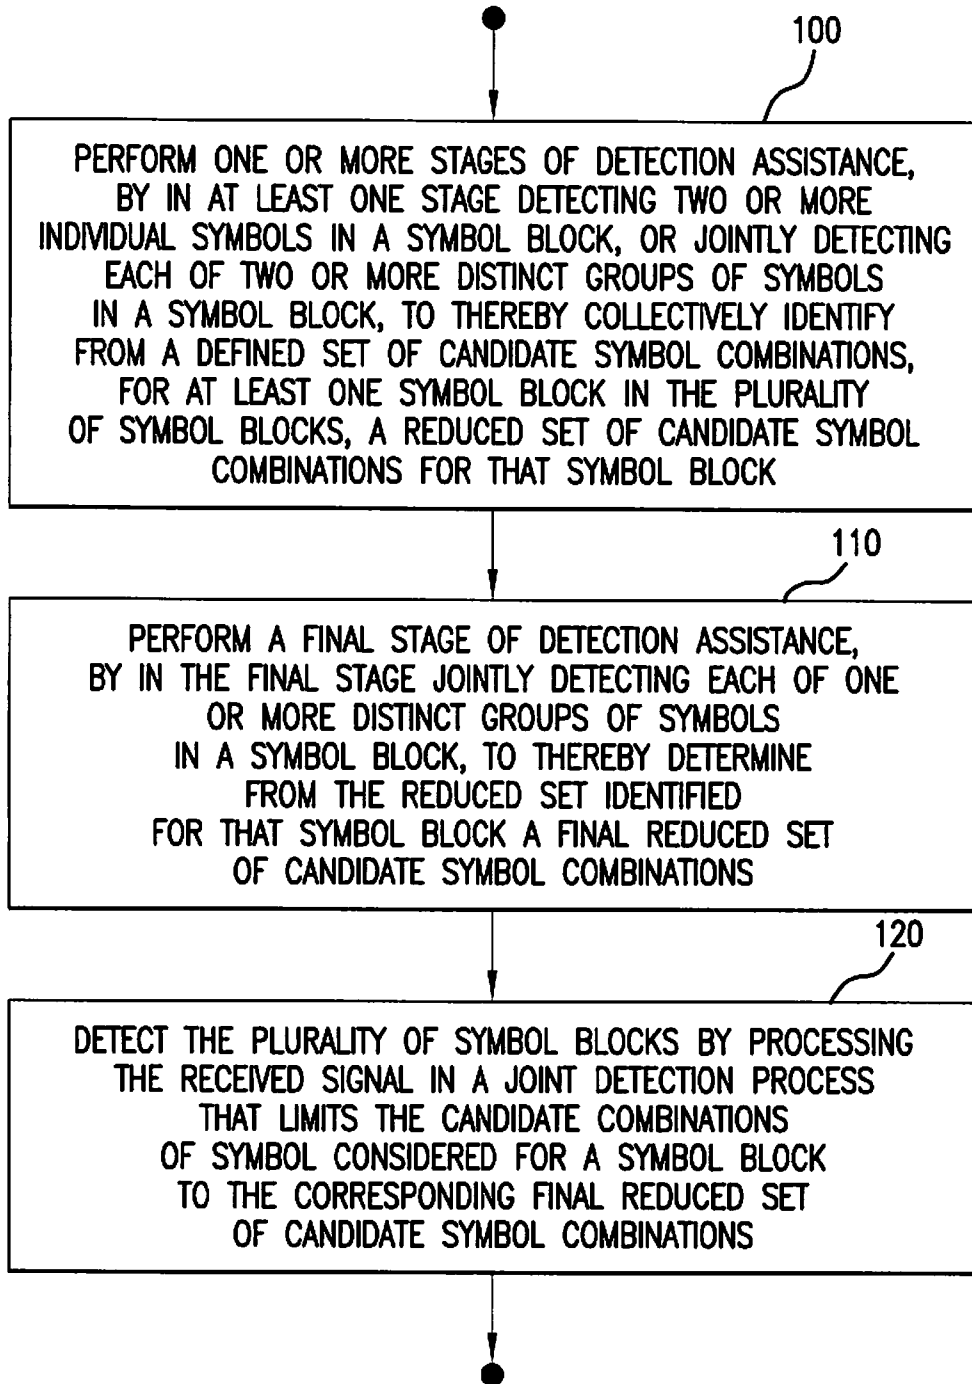 100
PERFORM ONE OR MORE STAGES OF DETECTION ASSISTANCE,
BY IN AT LEAST ONE STAGE DETECTING TWO OR MORE
INDIVIDUAL SYMBOLS IN A SYMBOL BLOCK, OR JOINTLY DETECTING
EACH OF TWO OR MORE DISTINCT GROUPS OF SYMBOLS
IN A SYMBOL BLOCK, TO THEREBY COLLECTIVELY IDENTIFY
FROM A DEFINED SET OF CANDIDATE SYMBOL COMBINATIONS,
FOR AT LEAST ONE SYMBOL BLOCK IN THE PLURALITY
OF SYMBOL BLOCKS, A REDUCED SET OF CANDIDATE SYMBOL
COMBINATIONS FOR THAT SYMBOL BLOCK
110
PERFORM A FINAL STAGE OF DETECTION ASSISTANCE,
BY IN THE FINAL STAGE JOINTLY DETECTING EACH OF ONE
OR MORE DISTINCT GROUPS OF SYMBOLS
IN A SYMBOL BLOCK, TO THEREBY DETERMINE
FROM THE REDUCED SET IDENTIFIED
FOR THAT SYMBOL BLOCK A FINAL REDUCED SET
OF CANDIDATE SYMBOL COMBINATIONS
120
DETECT THE PLURALITY OF SYMBOL BLOCKS BY PROCESSING
THE RECEIVED SIGNAL IN A JOINT DETECTION PROCESS
THAT LIMITS THE CANDIDATE COMBINATIONS
OF SYMBOL CONSIDERED FOR A SYMBOL BLOCK
TO THE CORRESPONDING FINAL REDUCED SET
OF CANDIDATE SYMBOL COMBINATIONS